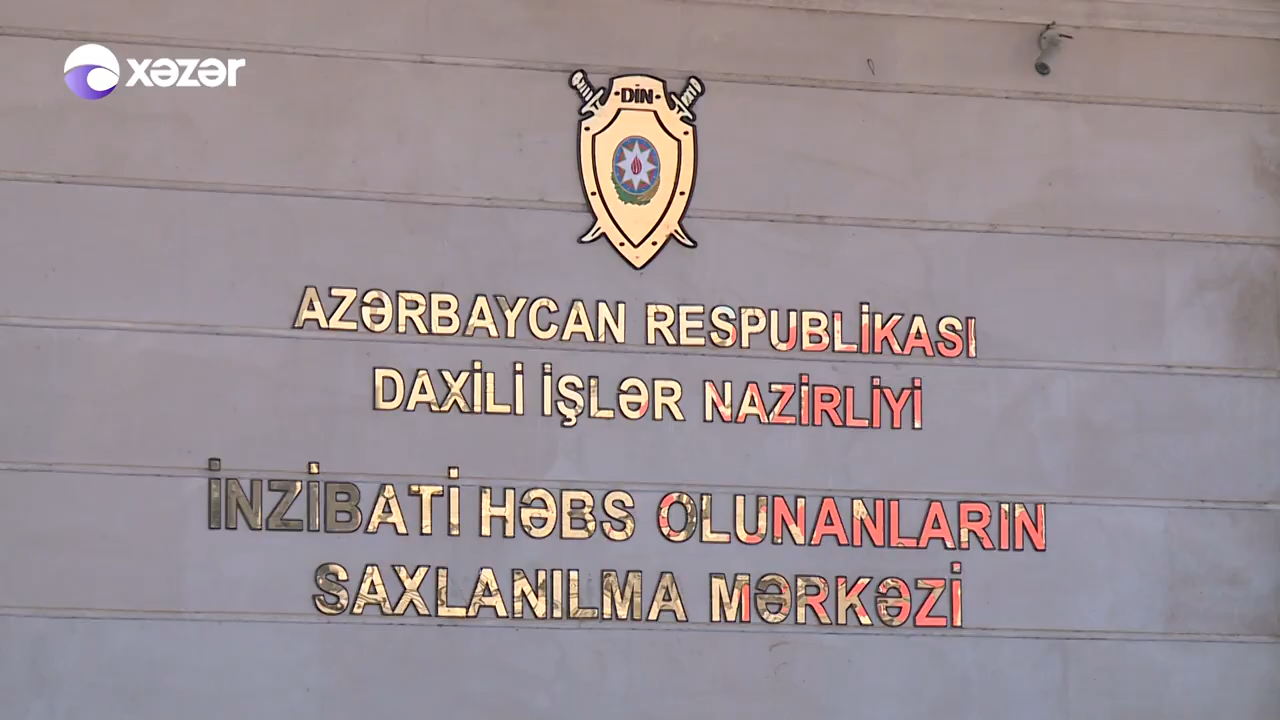 xəzər
DİN
AZƏRBAYCAN RESPUBLİKASI
DAXİLİ İŞLƏR NAZİRLİYİ
İNZİBATİ HƏBS OLUNANLARIN
SAXLANILMA MƏRKƏZİ